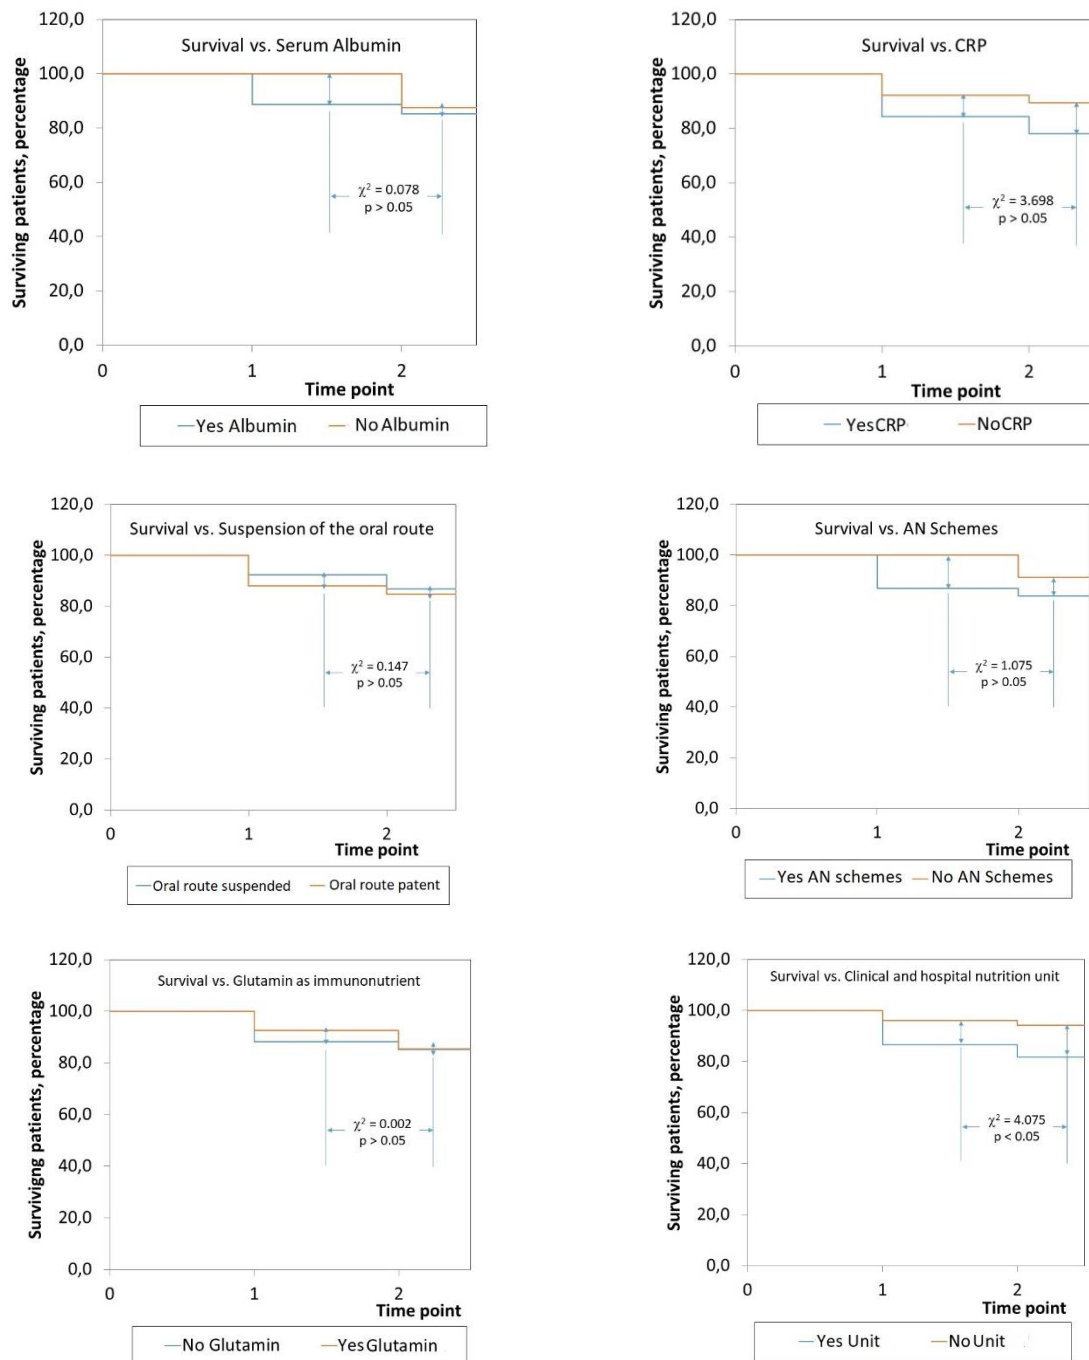 Survival vs. Serum Albumin
Surviving patients, percentage
120,0
100,0
80,0
60,0
40,0
20,0
0,0
χ² = 0.078
p > 0.05
0 1 2
Time point
Yes Albumin No Albumin
Survival vs. CRP
Surviving patients, percentage
120,0
100,0
80,0
60,0
40,0
20,0
0,0
χ² = 3.698
p > 0.05
0 1 2
Time point
YesCRP NoCRP
Survival vs. Suspension of the oral route
Surviving patients, percentage
120,0
100,0
80,0
60,0
40,0
20,0
0,0
χ² = 0.147
p > 0.05
0 1 2
Time point
Oral route suspended Oral route patent
Survival vs. AN Schemes
Surviving patients, percentage
120,0
100,0
80,0
60,0
40,0
20,0
0,0
χ² = 1.075
p > 0.05
0 1 2
Time point
Yes AN schemes No AN Schemes
Survival vs. Glutamin as immunonutrient
Survivigng patients, percentage
120,0
100,0
80,0
60,0
40,0
20,0
0,0
χ² = 0.002
p > 0.05
0 1 2
Time point
No Glutamin Yes Glutamin
Survival vs. Clinical and hospital nutrition unit
Surviving patients, percentage
120,0
100,0
80,0
60,0
40,0
20,0
0,0
χ² = 4.075
p < 0.05
0 1 2
Time point
Yes Unit No Unit